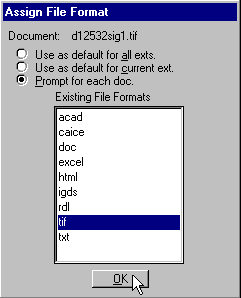 Assign File Format
Document: d12532sig1.tif
Use as default for all exts.
Use as default for current ext.
Prompt for each doc.
Existing File Formats
acad
caice
doc
excel
html
igds
rdl
tif
txt
OK